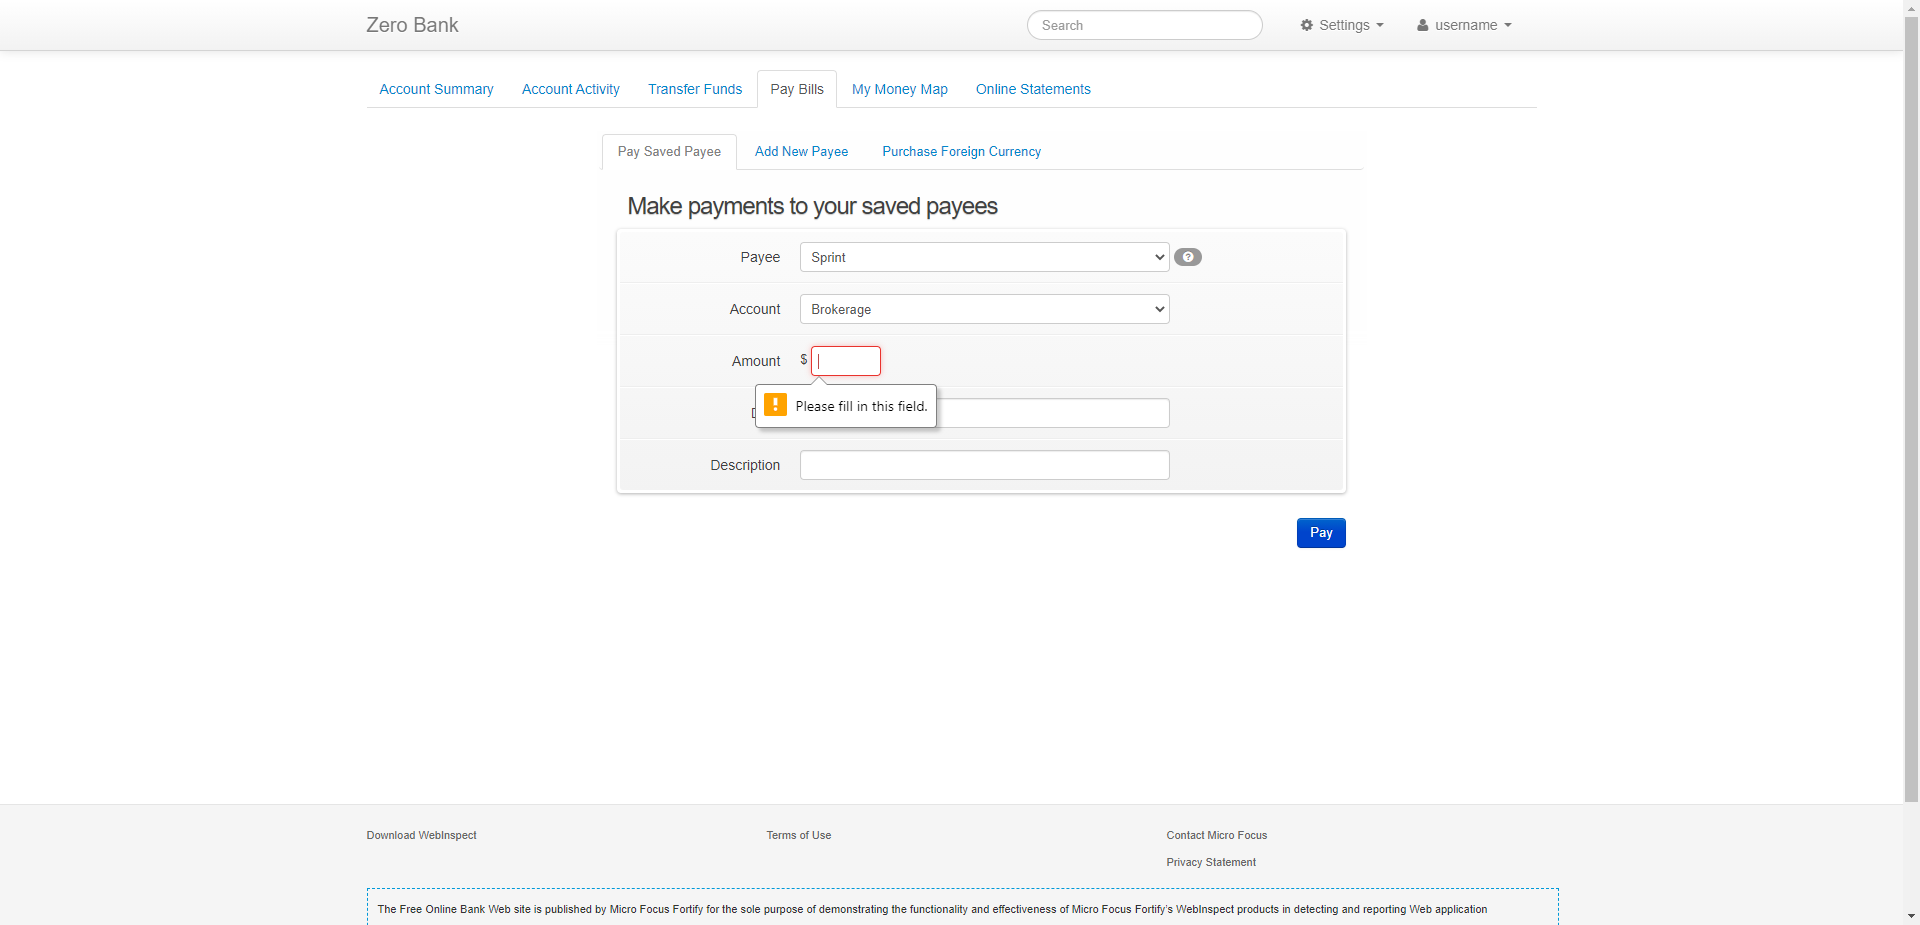 Zero Bank
Search
Settings
username
Account Summary
Account Activity
Transfer Funds
Pay Bills
My Money Map
Online Statements
Pay Saved Payee
Add New Payee
Purchase Foreign Currency
Make payments to your saved payees
Payee
Sprint
Account
Brokerage
Amount
$
Please fill in this field.
Description
Pay
Download WebInspect
Terms of Use
Contact Micro Focus
Privacy Statement
The Free Online Bank Web site is published by Micro Focus Fortify for the sole purpose of demonstrating the functionality and effectiveness of Micro Focus Fortify's WebInspect products in detecting and reporting Web application